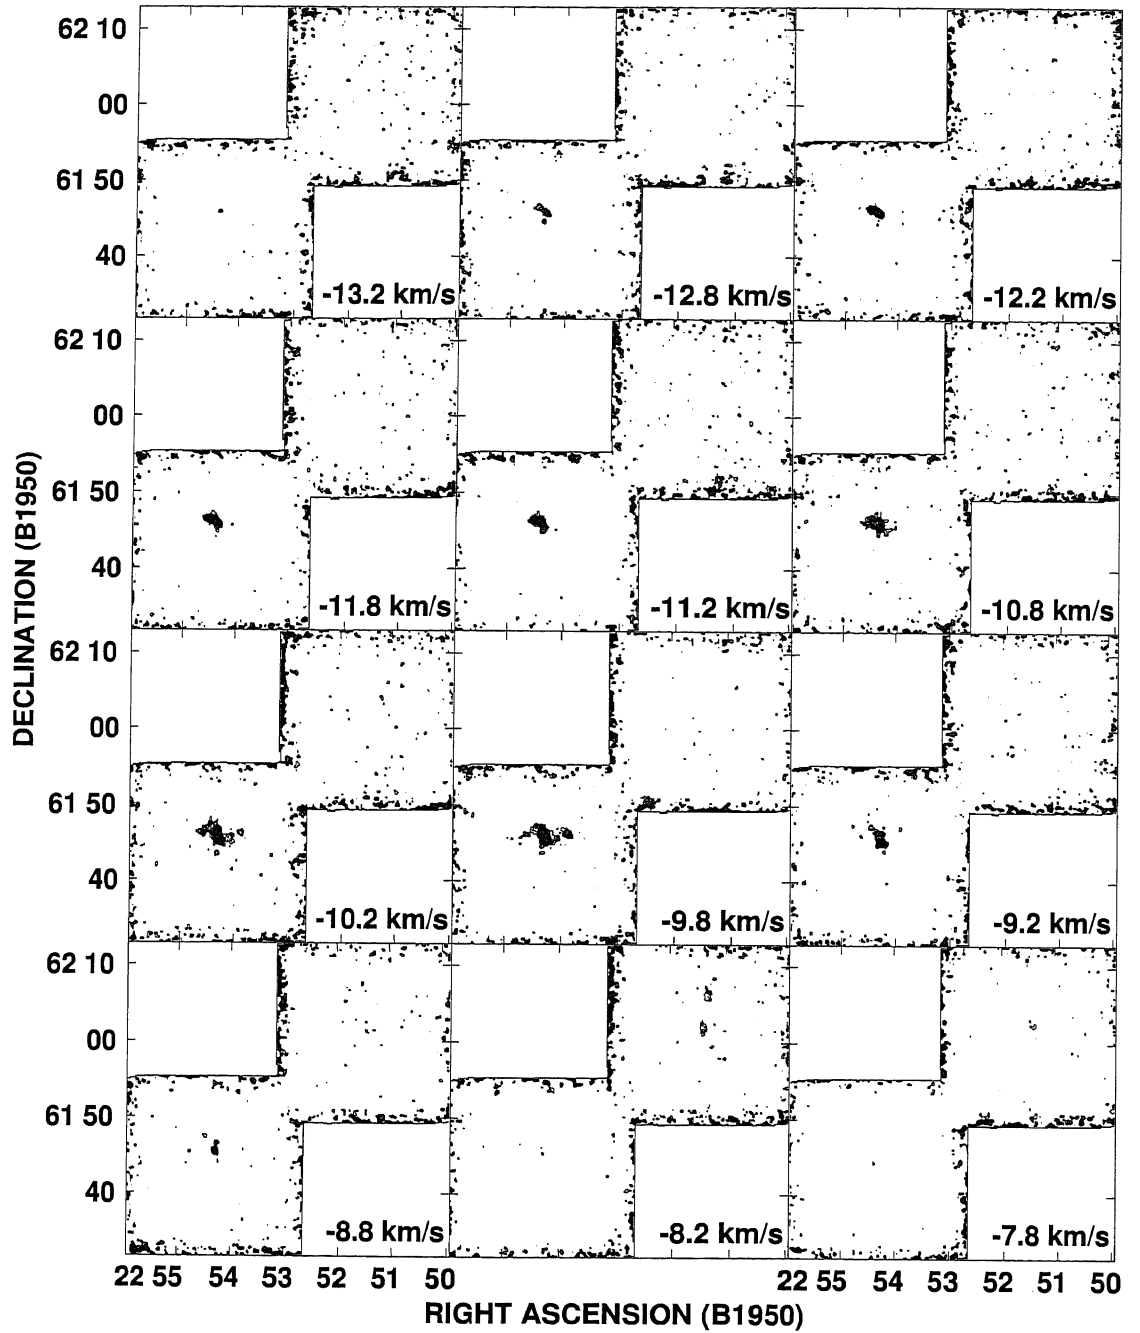 62 10
00
61 50
40
-13.2 km/s
-12.8 km/s
-12.2 km/s
62 10
00
61 50
40
-11.8 km/s
-11.2 km/s
-10.8 km/s
DECLINATION (B1950)
62 10
00
61 50
40
-10.2 km/s
-9.8 km/s
-9.2 km/s
62 10
00
61 50
40
-8.8 km/s
-8.2 km/s
-7.8 km/s
22 55 54 53 52 51 50
22 55 54 53 52 51 50
RIGHT ASCENSION (B1950)